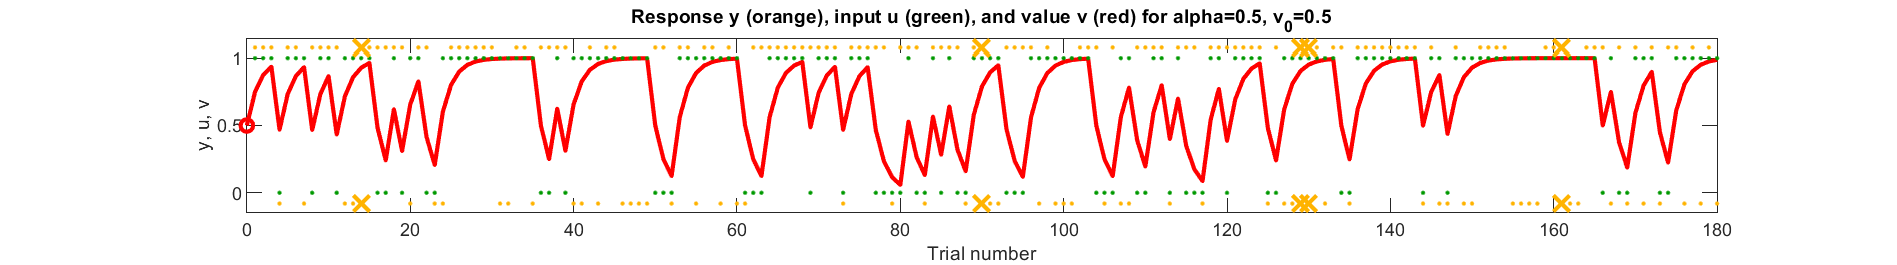 Response y (orange), input u (green), and value v (red) for alpha=0.5, v0=0.5
y, u, v
1
0.5
0
0 20 40 60 80 100 120 140 160 180
Trial number